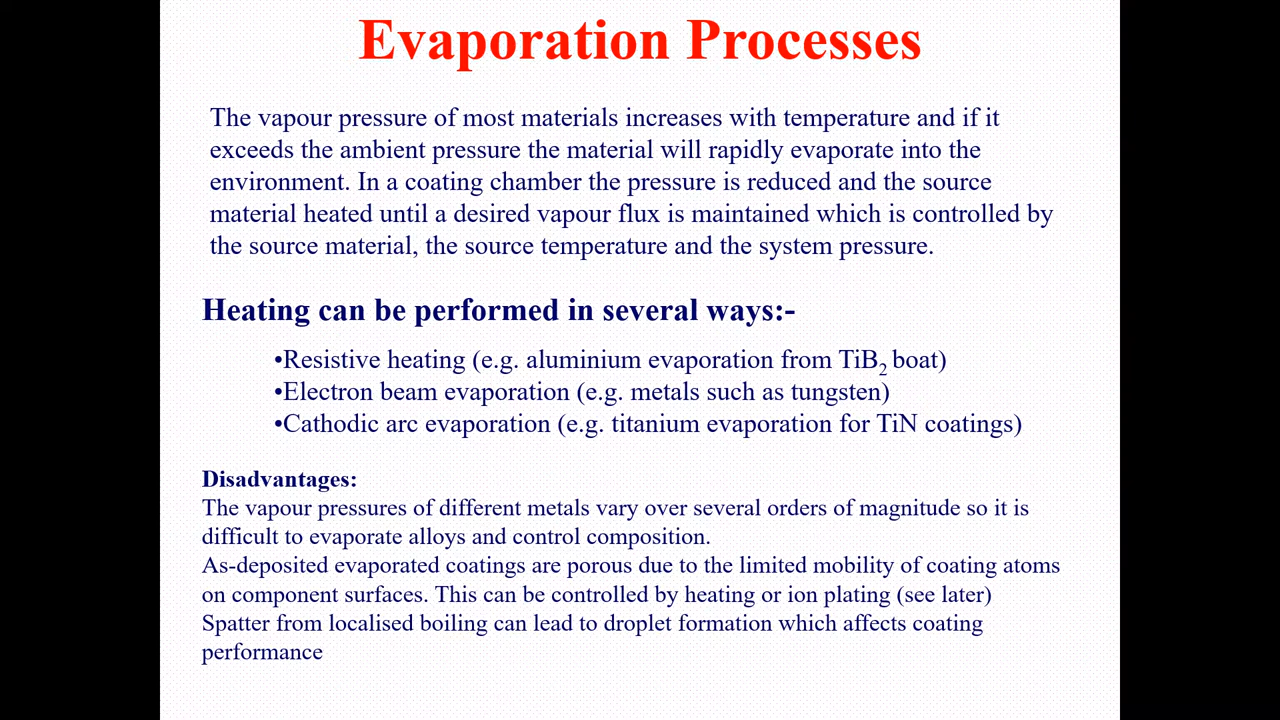 Evaporation Processes
The vapour pressure of most materials increases with temperature and if it
exceeds the ambient pressure the material will rapidly evaporate into the
environment. In a coating chamber the pressure is reduced and the source
material heated until a desired vapour flux is maintained which is controlled by
the source material, the source temperature and the system pressure.
Heating can be performed in several ways:-
•Resistive heating (e.g. aluminium evaporation from TiB₂ boat)
•Electron beam evaporation (e.g. metals such as tungsten)
•Cathodic arc evaporation (e.g. titanium evaporation for TiN coatings)
Disadvantages:
The vapour pressures of different metals vary over several orders of magnitude so it is
difficult to evaporate alloys and control composition.
As-deposited evaporated coatings are porous due to the limited mobility of coating atoms
on component surfaces. This can be controlled by heating or ion plating (see later)
Spatter from localised boiling can lead to droplet formation which affects coating
performance